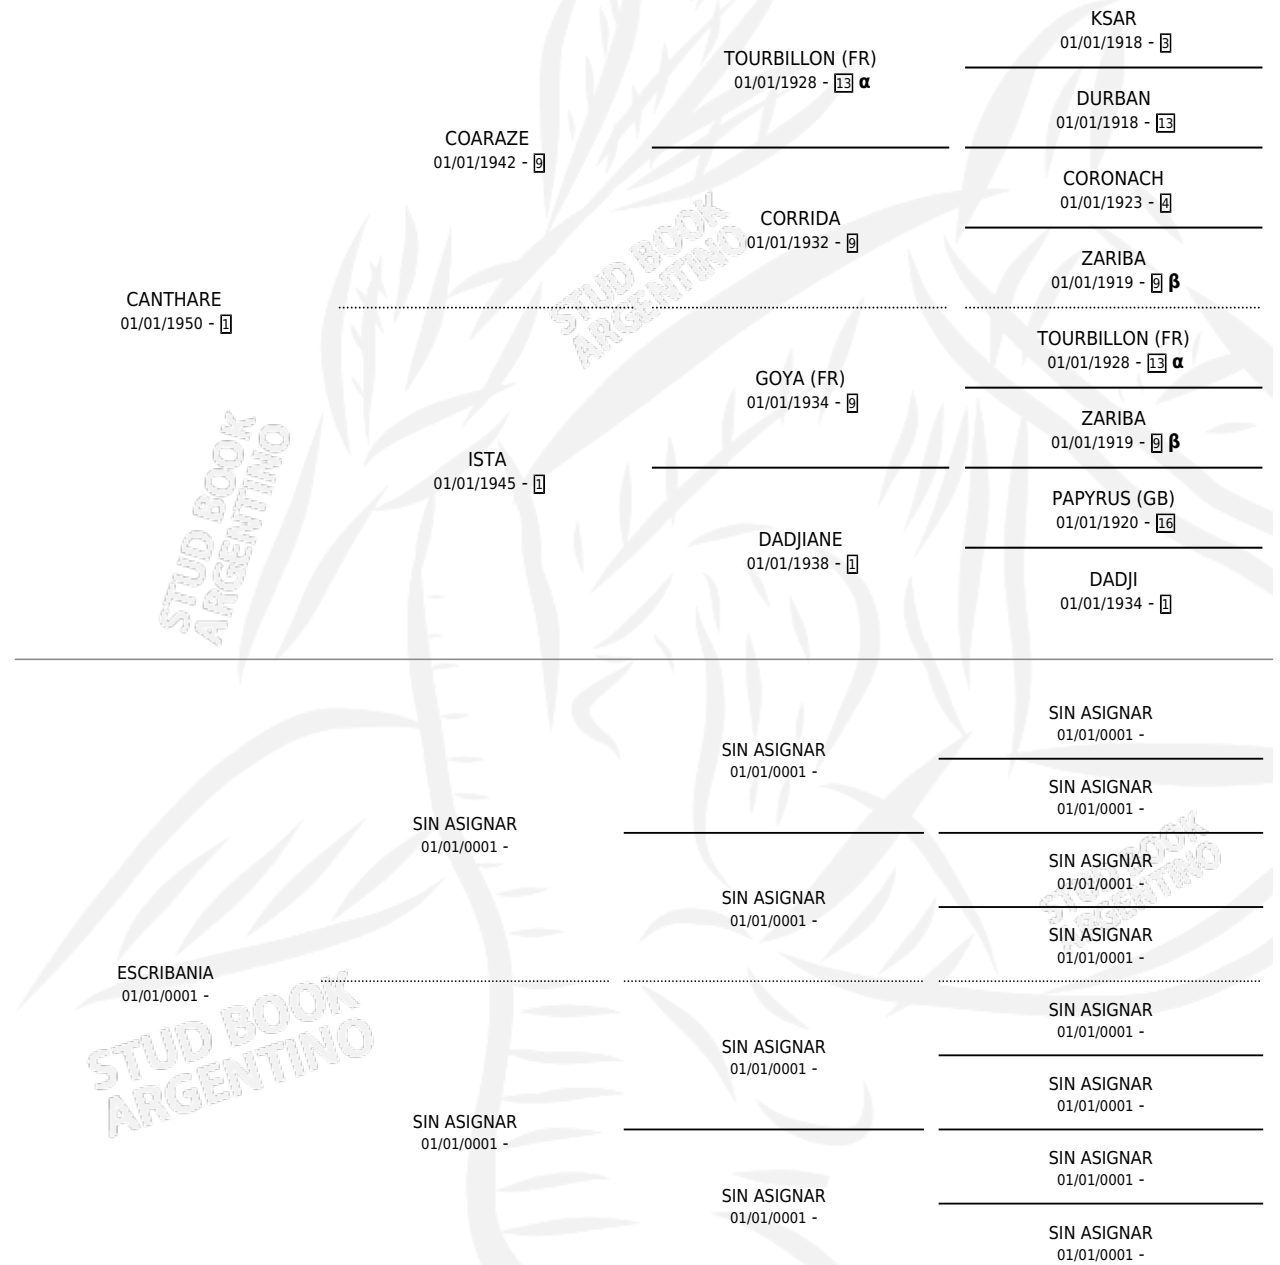 KSAR
01/01/1918 - 3
TOURBILLON (FR)
01/01/1928 - 13 α
DURBAN
01/01/1918 - 13
COARAZE
01/01/1942 - 9
CORONACH
01/01/1923 - 4
CORRIDA
01/01/1932 - 9
ZARIBA
01/01/1919 - 9 β
CANTHARE
01/01/1950 - 1
TOURBILLON (FR)
01/01/1928 - 13 α
GOYA (FR)
01/01/1934 - 9
ZARIBA
01/01/1919 - 9 β
ISTA
01/01/1945 - 1
PAPYRUS (GB)
01/01/1920 - 16
DADJIANE
01/01/1938 - 1
DADJI
01/01/1934 - 1
STUD BOOK
ARGENTINO
STUD BOOK
ARGENTINO
SIN ASIGNAR
01/01/0001 -
SIN ASIGNAR
01/01/0001 -
SIN ASIGNAR
01/01/0001 -
SIN ASIGNAR
01/01/0001 -
SIN ASIGNAR
01/01/0001 -
SIN ASIGNAR
01/01/0001 -
SIN ASIGNAR
01/01/0001 -
ESCRIBANIA
01/01/0001 -
SIN ASIGNAR
01/01/0001 -
SIN ASIGNAR
01/01/0001 -
SIN ASIGNAR
01/01/0001 -
SIN ASIGNAR
01/01/0001 -
SIN ASIGNAR
01/01/0001 -
SIN ASIGNAR
01/01/0001 -
SIN ASIGNAR
01/01/0001 -
STUD BOOK
ARGENTINO
STUD BOOK
ARGENTINO